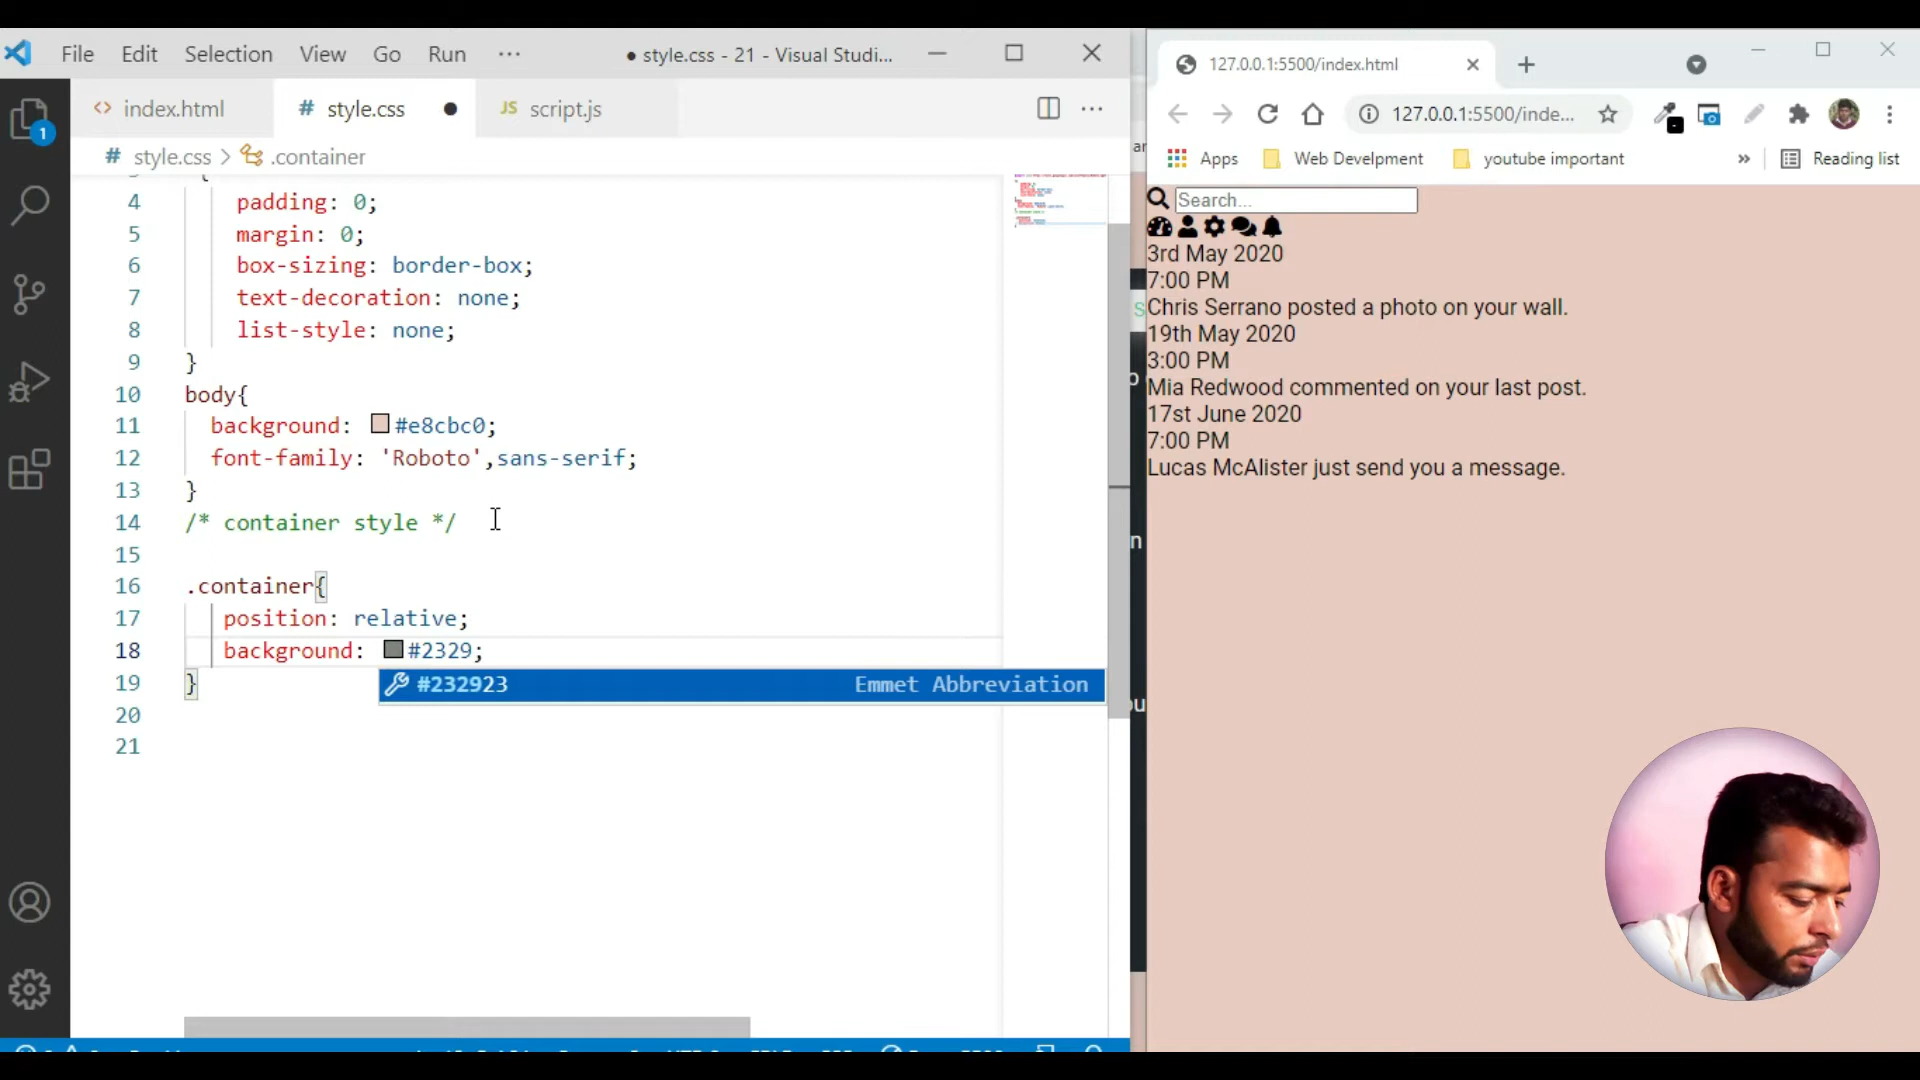 File Edit Selection View Go Run ··· ● style.css - 21 - Visual Studi...
index.html # style.css ● JS script.js ···
# style.css > .container
4 padding: 0;
5 margin: 0;
6 box-sizing: border-box;
7 text-decoration: none;
8 list-style: none;
9 }
10 body{
11 background: #e8cbc0;
12 font-family: 'Roboto',sans-serif;
13 }
14 /* container style */
15
16 .container{
17 position: relative;
18 background: #2329;
#232923 Emmet Abbreviation
19 }
20
21
1
127.0.0.1:5500/index.html
127.0.0.1:5500/inde...
Apps Web Develpment youtube important » Reading list
Search...
3rd May 2020
7:00 PM
Chris Serrano posted a photo on your wall.
19th May 2020
3:00 PM
Mia Redwood commented on your last post.
17st June 2020
7:00 PM
Lucas McAlister just send you a message.